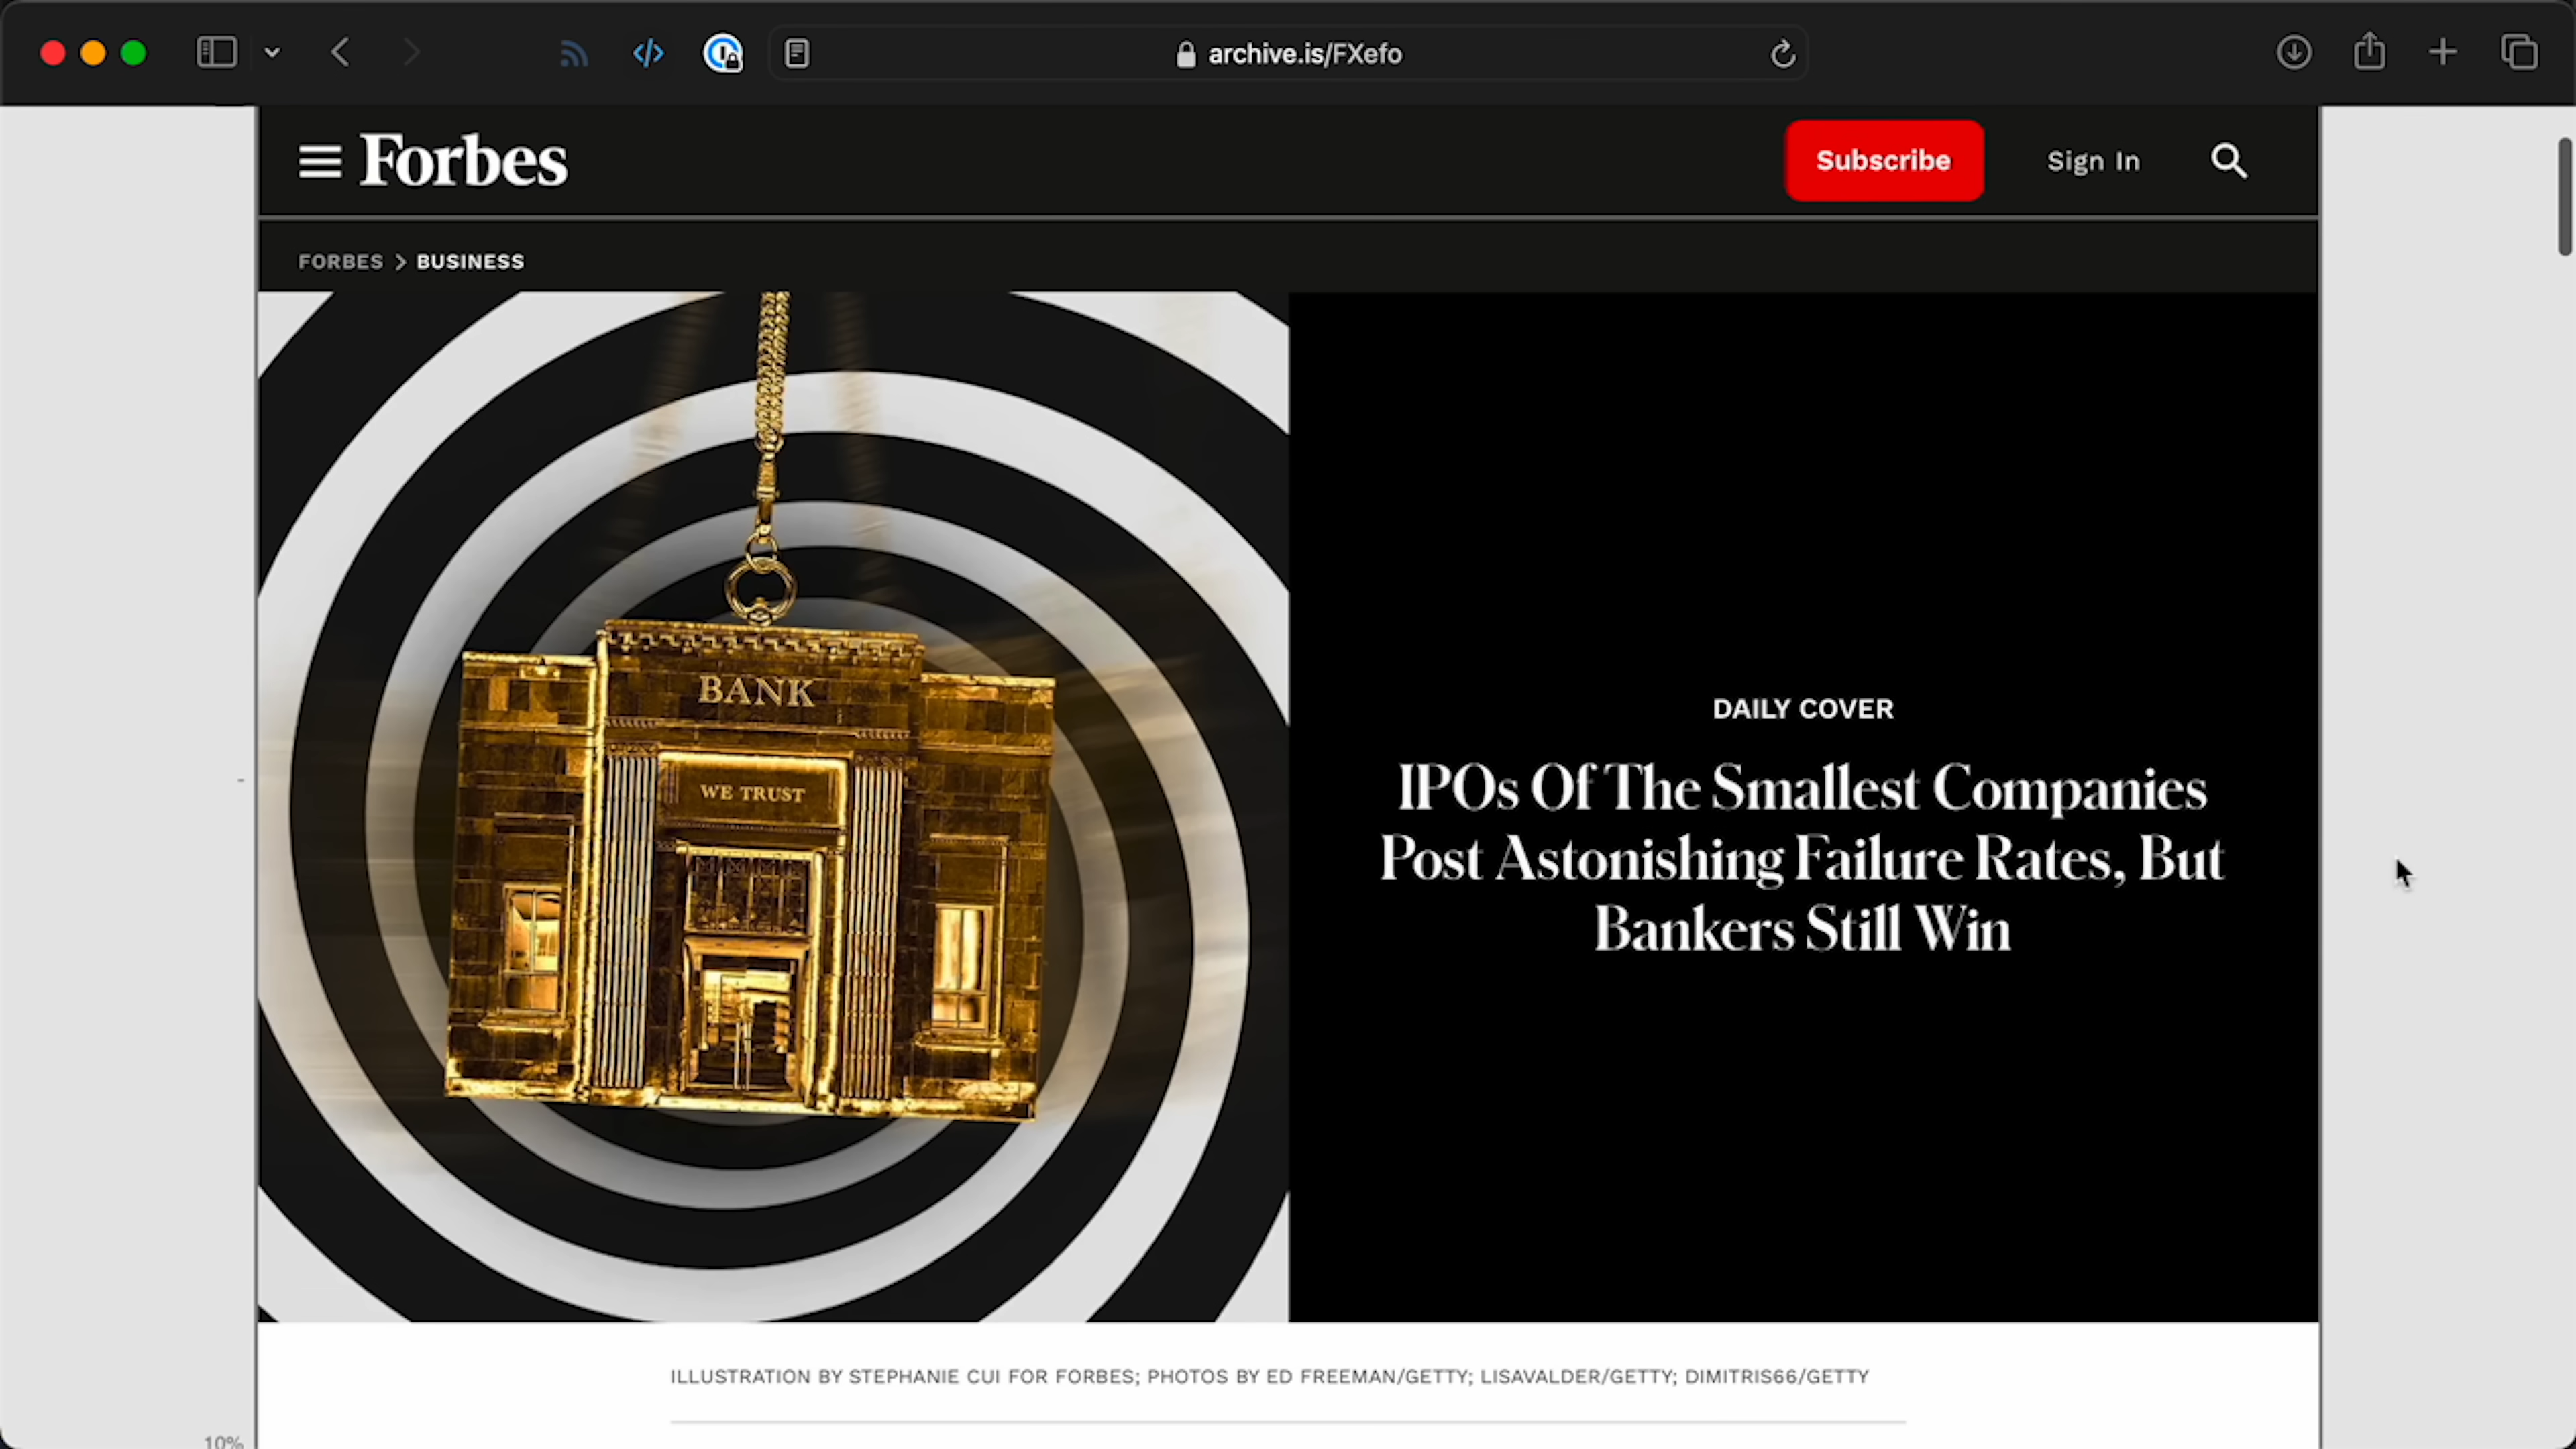 archive.is/FXefo
Forbes
Subscribe
Sign In
FORBES > BUSINESS
BANK
WE TRUST
DAILY COVER
IPOs Of The Smallest Companies
Post Astonishing Failure Rates, But
Bankers Still Win
ILLUSTRATION BY STEPHANIE CUI FOR FORBES; PHOTOS BY ED FREEMAN/GETTY; LISAVALDER/GETTY; DIMITRIS66/GETTY
10%